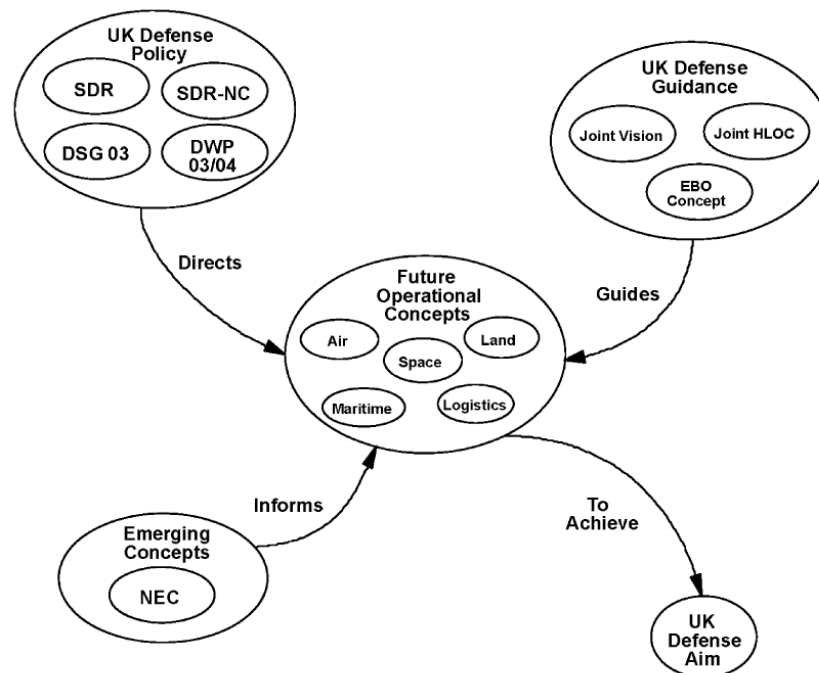 UK Defense
Policy
SDR
SDR-NC
DSG 03
DWP
03/04
UK Defense
Guidance
Joint Vision
Joint HLOC
EBO
Concept
Directs
Guides
Future
Operational
Concepts
Air
Land
Space
Maritime
Logistics
Informs
To
Achieve
Emerging
Concepts
NEC
UK
Defense
Aim